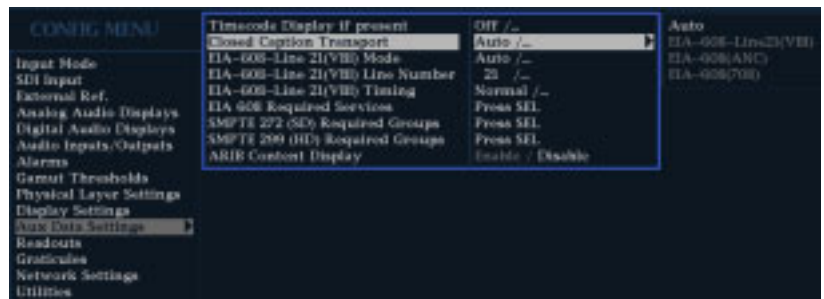 CONFIG MENU
Input Mode
SDI Input
External Ref.
Analog Audio Displays
Digital Audio Displays
Audio Inputs/Outputs
Alarms
Gamut Thresholds
Physical Layer Settings
Display Settings
Aux Data Settings
Readouts
Graticules
Network Settings
Utilities
Timecode Display if present Off /_
Closed Caption Transport Auto /_
EIA-608-Line 21(VBI) Mode Auto /_
EIA-608-Line 21(VBI) Line Number 21 /_
EIA-608-Line 21(VBI) Timing Normal /_
EIA 608 Required Services Press SEL
SMPTE 272 (SD) Required Groups Press SEL
SMPTE 299 (HD) Required Groups Press SEL
ARIB Content Display Enable / Disable
Auto
EIA-608-Line21(VBI)
EIA-608(ANC)
EIA-608(708)